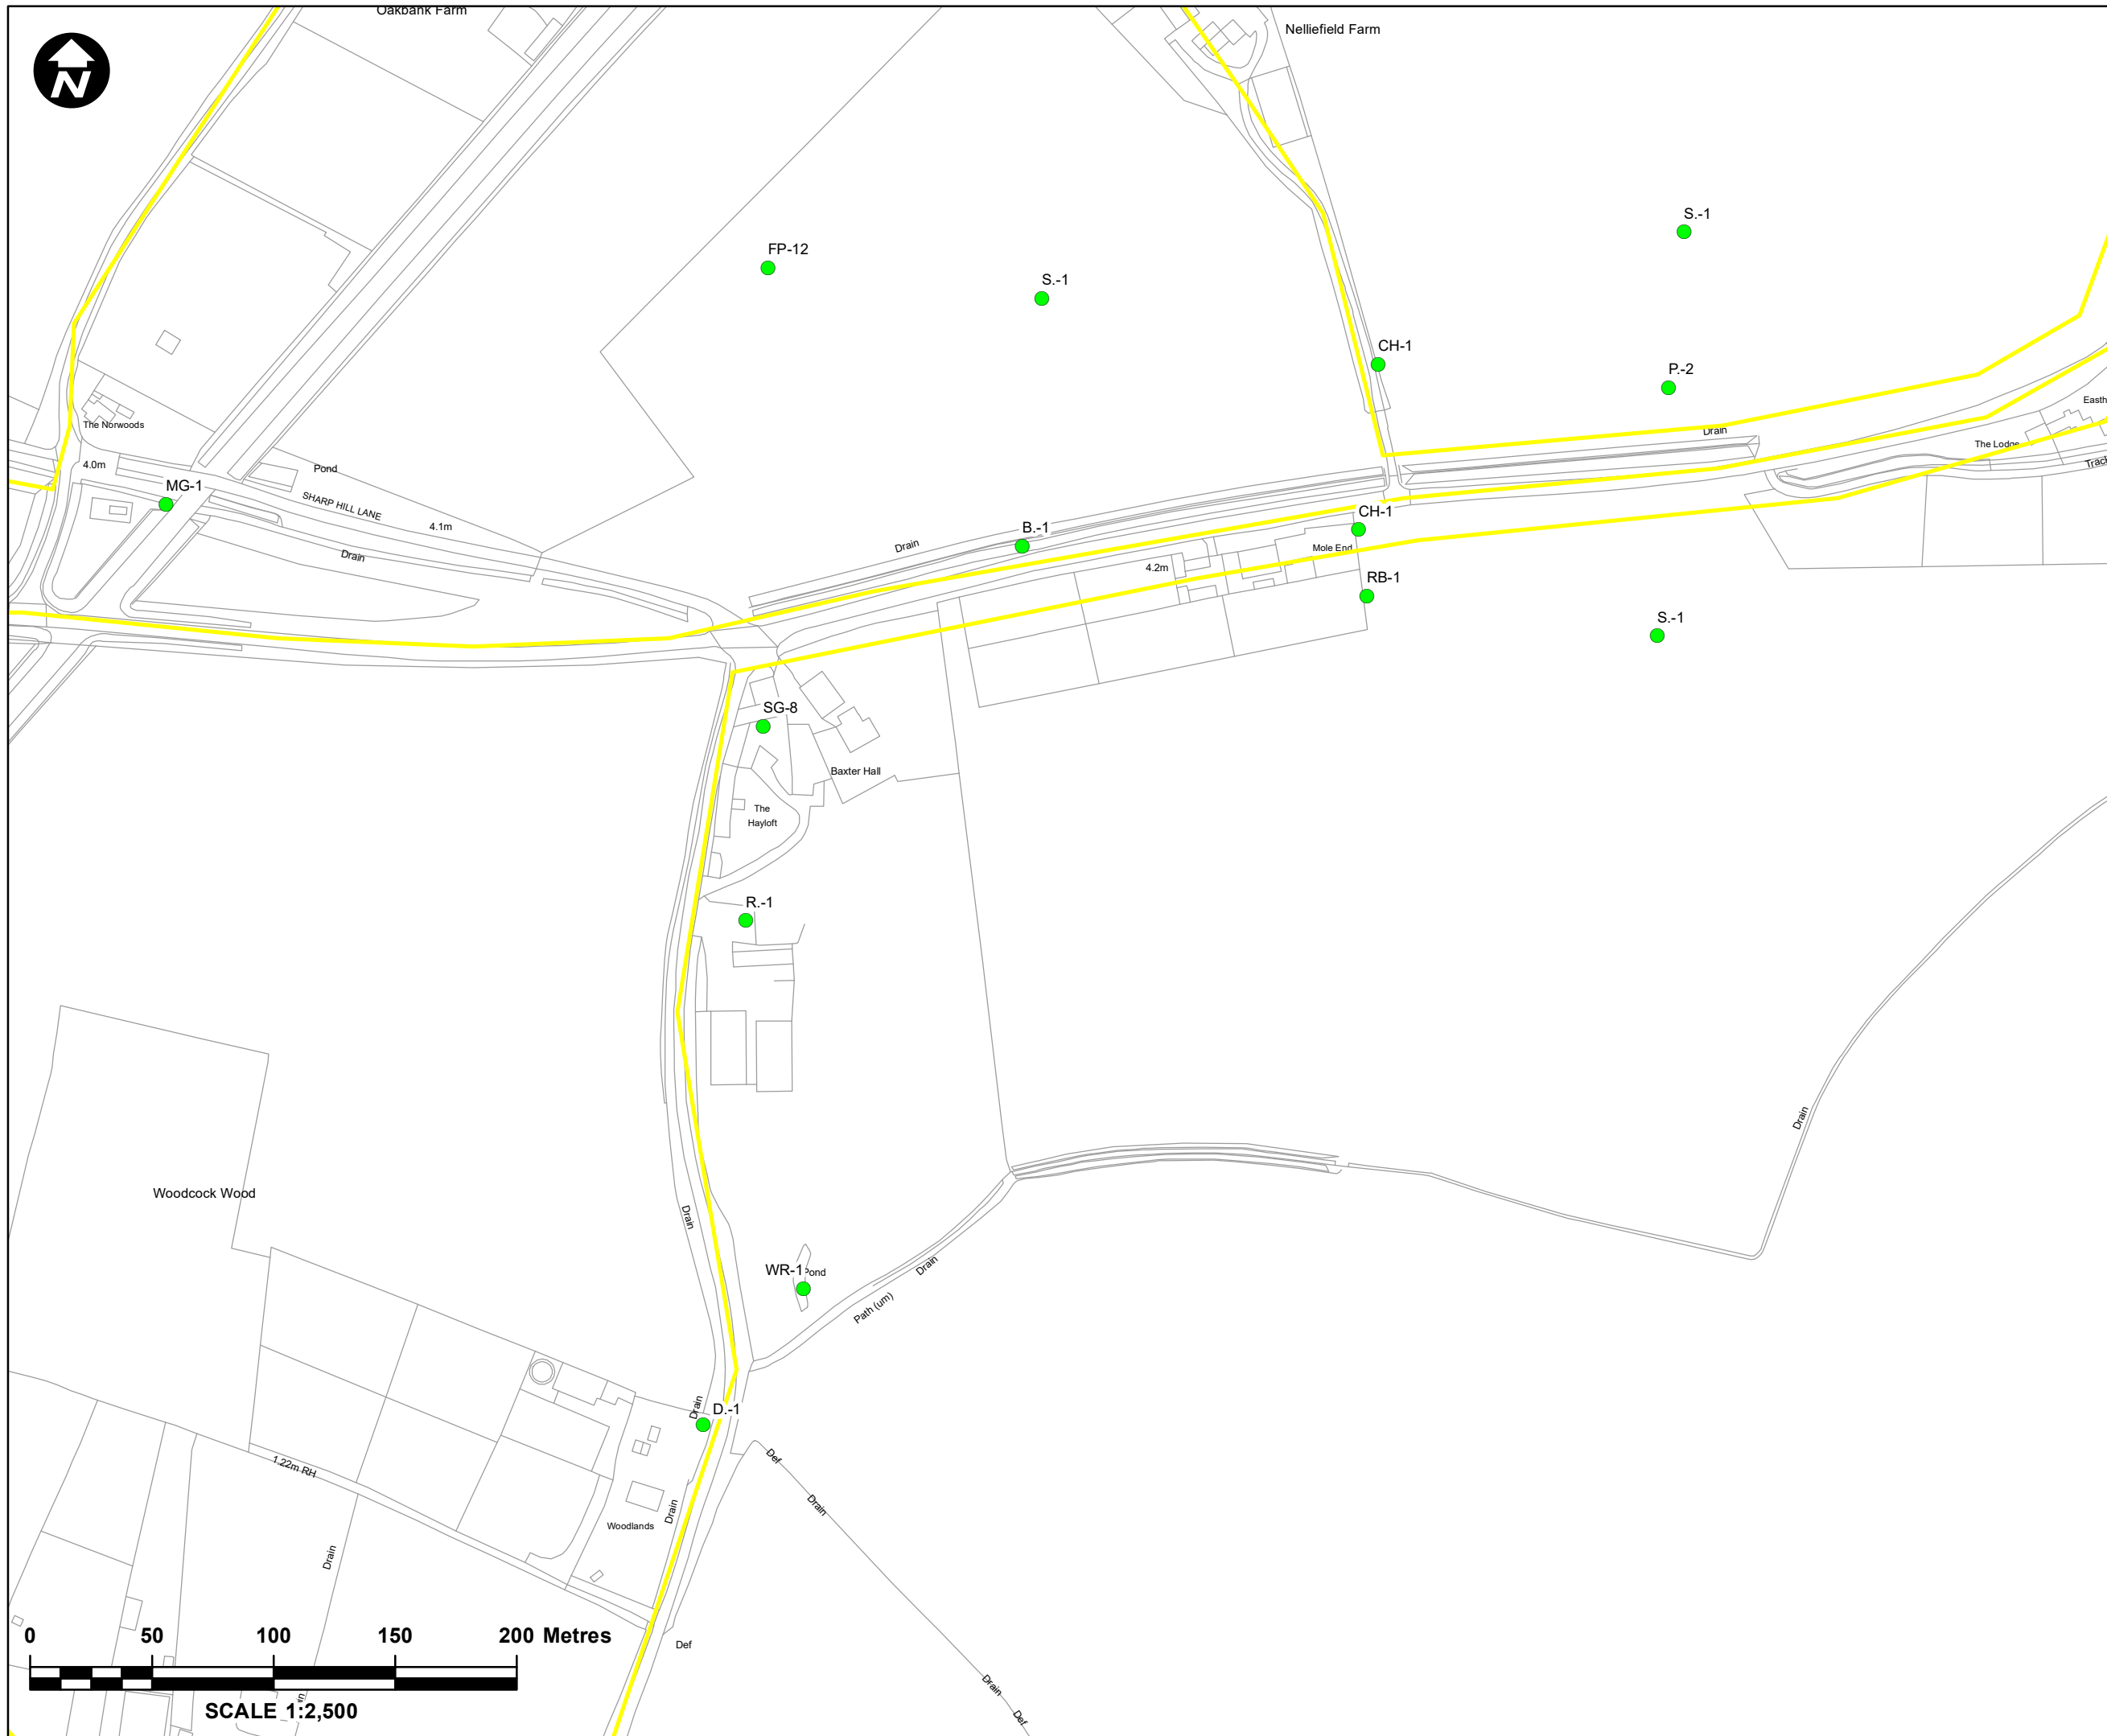 Oakbank Farm
Nelliefield Farm
N
S.-1
FP-12
S.-1
CH-1
P.-2
Easth
The Norwoods
Drain
The Lodge
4.0m
Pond
Track
MG-1
SHARP HILL LANE
4.1m
B.-1
CH-1
Drain
Mole End
Drain
4.2m
RB-1
S.-1
SG-8
Baxter Hall
The
Hayloft
R.-1
Drain
Woodcock Wood
Drain
WR-1
Pond
Drain
Path (um)
Drain
D.-1
Def
1.22m RH
Drain
Drain
Woodlands
Drain
0 50 100 150 200 Metres
Def
Drain
SCALE 1:2,500
Def